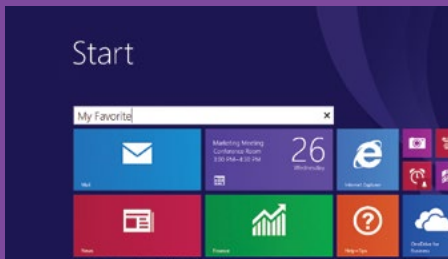 Start
My Favorite
Mail
Marketing Meeting
Conference Room
3:00 PM–4:00 PM
26
Wednesday
Internet Explorer
News
Finance
Help+Tips
OneDrive for
Business